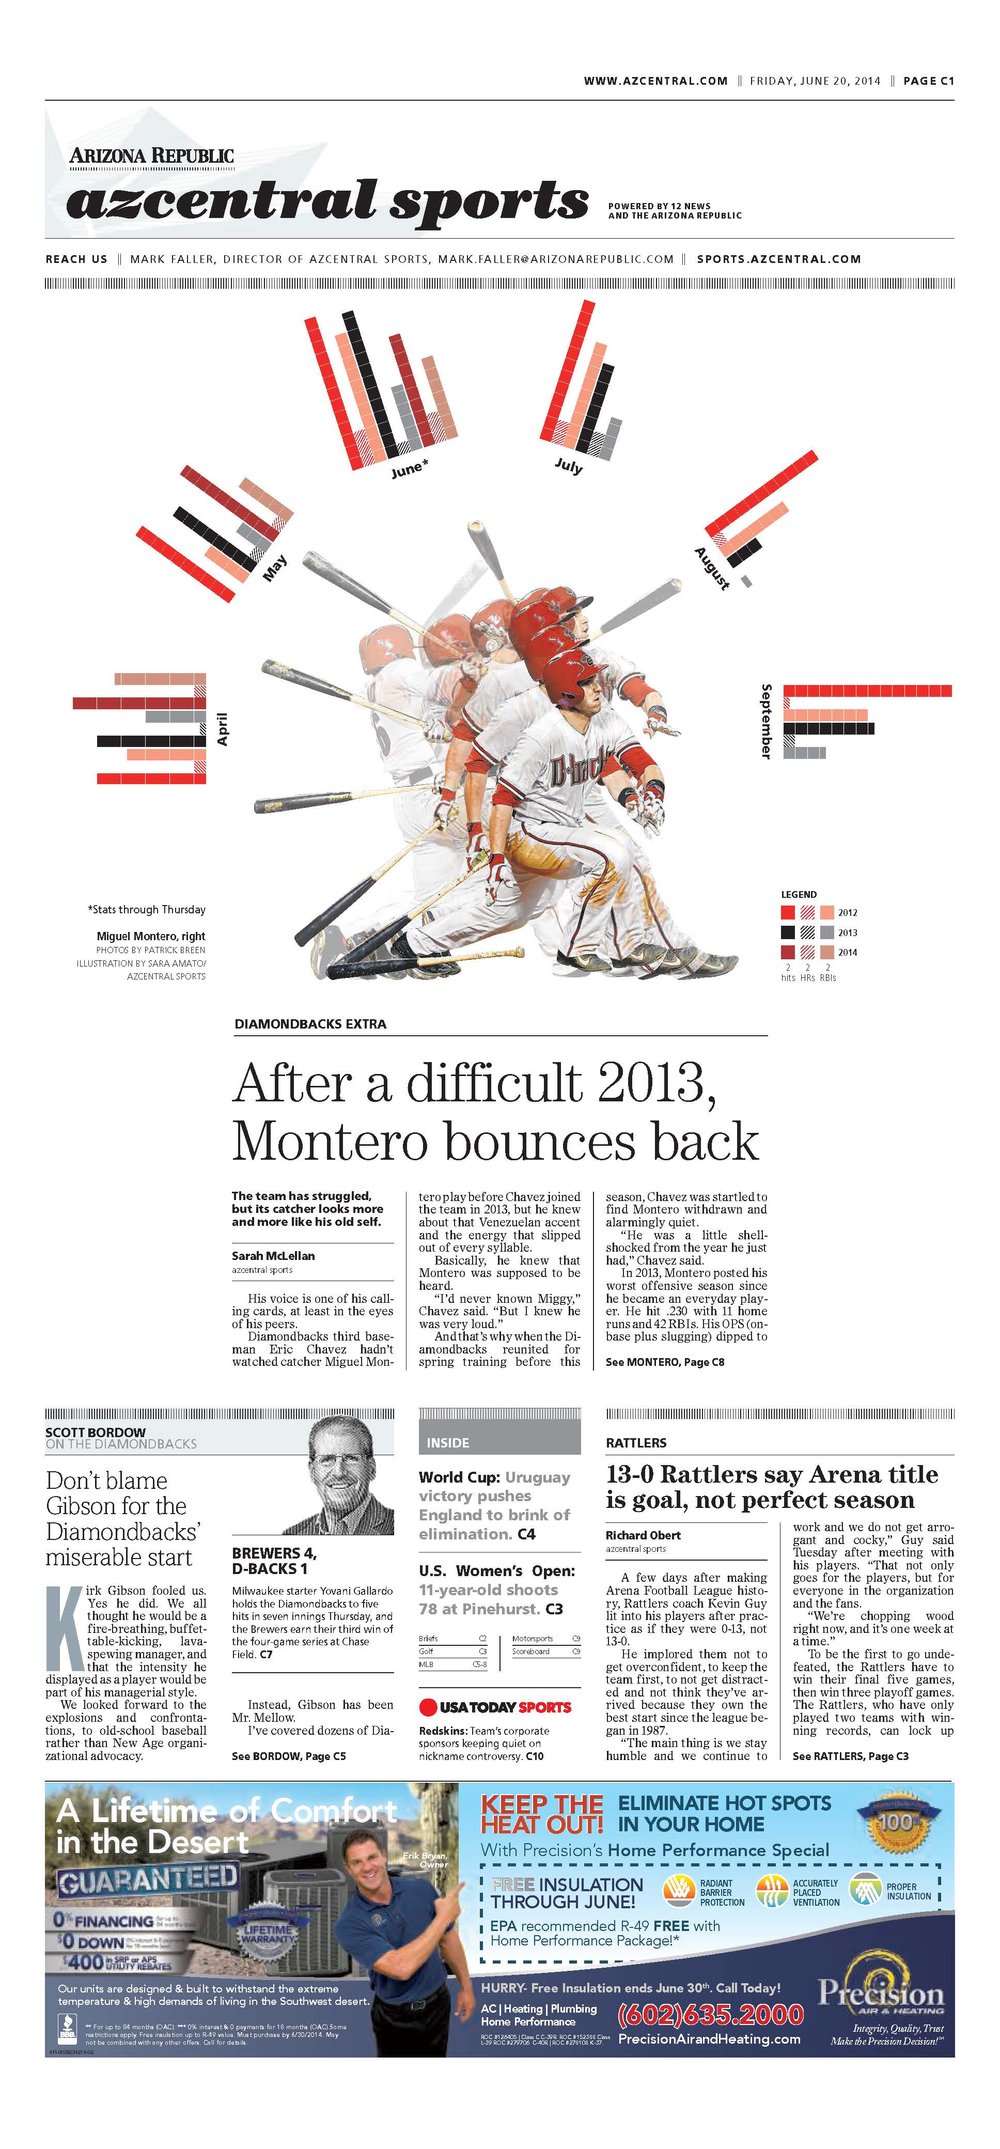 WWW.AZCENTRAL.COM || FRIDAY, JUNE 20, 2014 || PAGE C1
ARIZONA REPUBLIC
azcentral sports
POWERED BY 12 NEWS
AND THE ARIZONA REPUBLIC
REACH US || MARK FALLER, DIRECTOR OF AZCENTRAL SPORTS, MARK.FALLER@ARIZONAREPUBLIC.COM || SPORTS.AZCENTRAL.COM
June*
July
May
August
April
September
D-bac
*Stats through Thursday
Miguel Montero, right
PHOTOS BY PATRICK BREEN
ILLUSTRATION BY SARA AMATO/
AZCENTRAL SPORTS
LEGEND
2012
2013
2014
2 2 2
hits HRs RBIs
DIAMONDBACKS EXTRA
After a difficult 2013,
Montero bounces back
The team has struggled,
but its catcher looks more
and more like his old self.
Sarah McLellan
azcentral sports
His voice is one of his call-
ing cards, at least in the eyes
of his peers.
Diamondbacks third base-
man Eric Chavez hadn't
watched catcher Miguel Mon-
tero play before Chavez joined
the team in 2013, but he knew
about that Venezuelan accent
and the energy that slipped
out of every syllable.
Basically, he knew that
Montero was supposed to be
heard.
"I'd never known Miggy,"
Chavez said. "But I knew he
was very loud."
And that's why when the Di-
amondbacks reunited for
spring training before this
season, Chavez was startled to
find Montero withdrawn and
alarmingly quiet.
"He was a little shell-
shocked from the year he just
had," Chavez said.
In 2013, Montero posted his
worst offensive season since
he became an everyday play-
er. He hit .230 with 11 home
runs and 42 RBIs. His OPS (on-
base plus slugging) dipped to
See MONTERO, Page C8
SCOTT BORDOW
ON THE DIAMONDBACKS
Don't blame
Gibson for the
Diamondbacks'
miserable start
Kirk Gibson fooled us.
Yes he did. We all
thought he would be a
fire-breathing, buffet-
table-kicking, lava-
spewing manager, and
that the intensity he
displayed as a player would be
part of his managerial style.
We looked forward to the
explosions and confronta-
tions, to old-school baseball
rather than New Age organi-
zational advocacy.
BREWERS 4,
D-BACKS 1
Milwaukee starter Yovani Gallardo
holds the Diamondbacks to five
hits in seven innings Thursday, and
the Brewers earn their third win of
the four-game series at Chase
Field. C7
Instead, Gibson has been
Mr. Mellow.
I've covered dozens of Dia-
See BORDOW, Page C5
INSIDE
World Cup: Uruguay
victory pushes
England to brink of
elimination. C4
U.S. Women's Open:
11-year-old shoots
78 at Pinehurst. C3
Briefs C2 Motorsports C9
Golf C3 Scoreboard C9
MLB C5-8
USA TODAY SPORTS
Redskins: Team's corporate
sponsors keeping quiet on
nickname controversy. C10
RATTLERS
13-0 Rattlers say Arena title
is goal, not perfect season
Richard Obert
azcentral sports
A few days after making
Arena Football League histo-
ry, Rattlers coach Kevin Guy
lit into his players after prac-
tice as if they were 0-13, not
13-0.
He implored them not to
get overconfident, to keep the
team first, to not get distract-
ed and not think they've ar-
rived because they own the
best start since the league be-
gan in 1987.
"The main thing is we stay
humble and we continue to
work and we do not get arro-
gant and cocky," Guy said
Tuesday after meeting with
his players. "That not only
goes for the players, but for
everyone in the organization
and the fans.
"We're chopping wood
right now, and it's one week at
a time."
To be the first to go unde-
feated, the Rattlers have to
win their final five games,
then win three playoff games.
The Rattlers, who have only
played two teams with win-
ning records, can lock up
See RATTLERS, Page C3
A Lifetime of Comfort
in the Desert
GUARANTEED
0% FINANCING
$0 DOWN
$400 in SRP or APS
UTILITY REBATES
LIFETIME
WARRANTY
Erik Bryan,
Owner
Our units are designed & built to withstand the extreme
temperature & high demands of living in the Southwest desert.
BBB
** For up to 84 months (OAC) *** 0% interest & 0 payments for 18 months (OAC) Some
restrictions apply. Free insulation up to R-49 value. Must purchase by 6/30/2014. May
not be combined with any other offers. Call for details.
KEEP THE
HEAT OUT!
ELIMINATE HOT SPOTS
IN YOUR HOME
With Precision's Home Performance Special
100%
FREE INSULATION
THROUGH JUNE!
RADIANT
BARRIER
PROTECTION
ACCURATELY
PLACED
VENTILATION
PROPER
INSULATION
EPA recommended R-49 FREE with
Home Performance Package!*
HURRY- Free Insulation ends June 30th. Call Today!
AC | Heating | Plumbing
Home Performance
(602)635.2000
PrecisionAirandHeating.com
Precision
AIR & HEATING
Integrity, Quality, Trust
Make the Precision Decision!